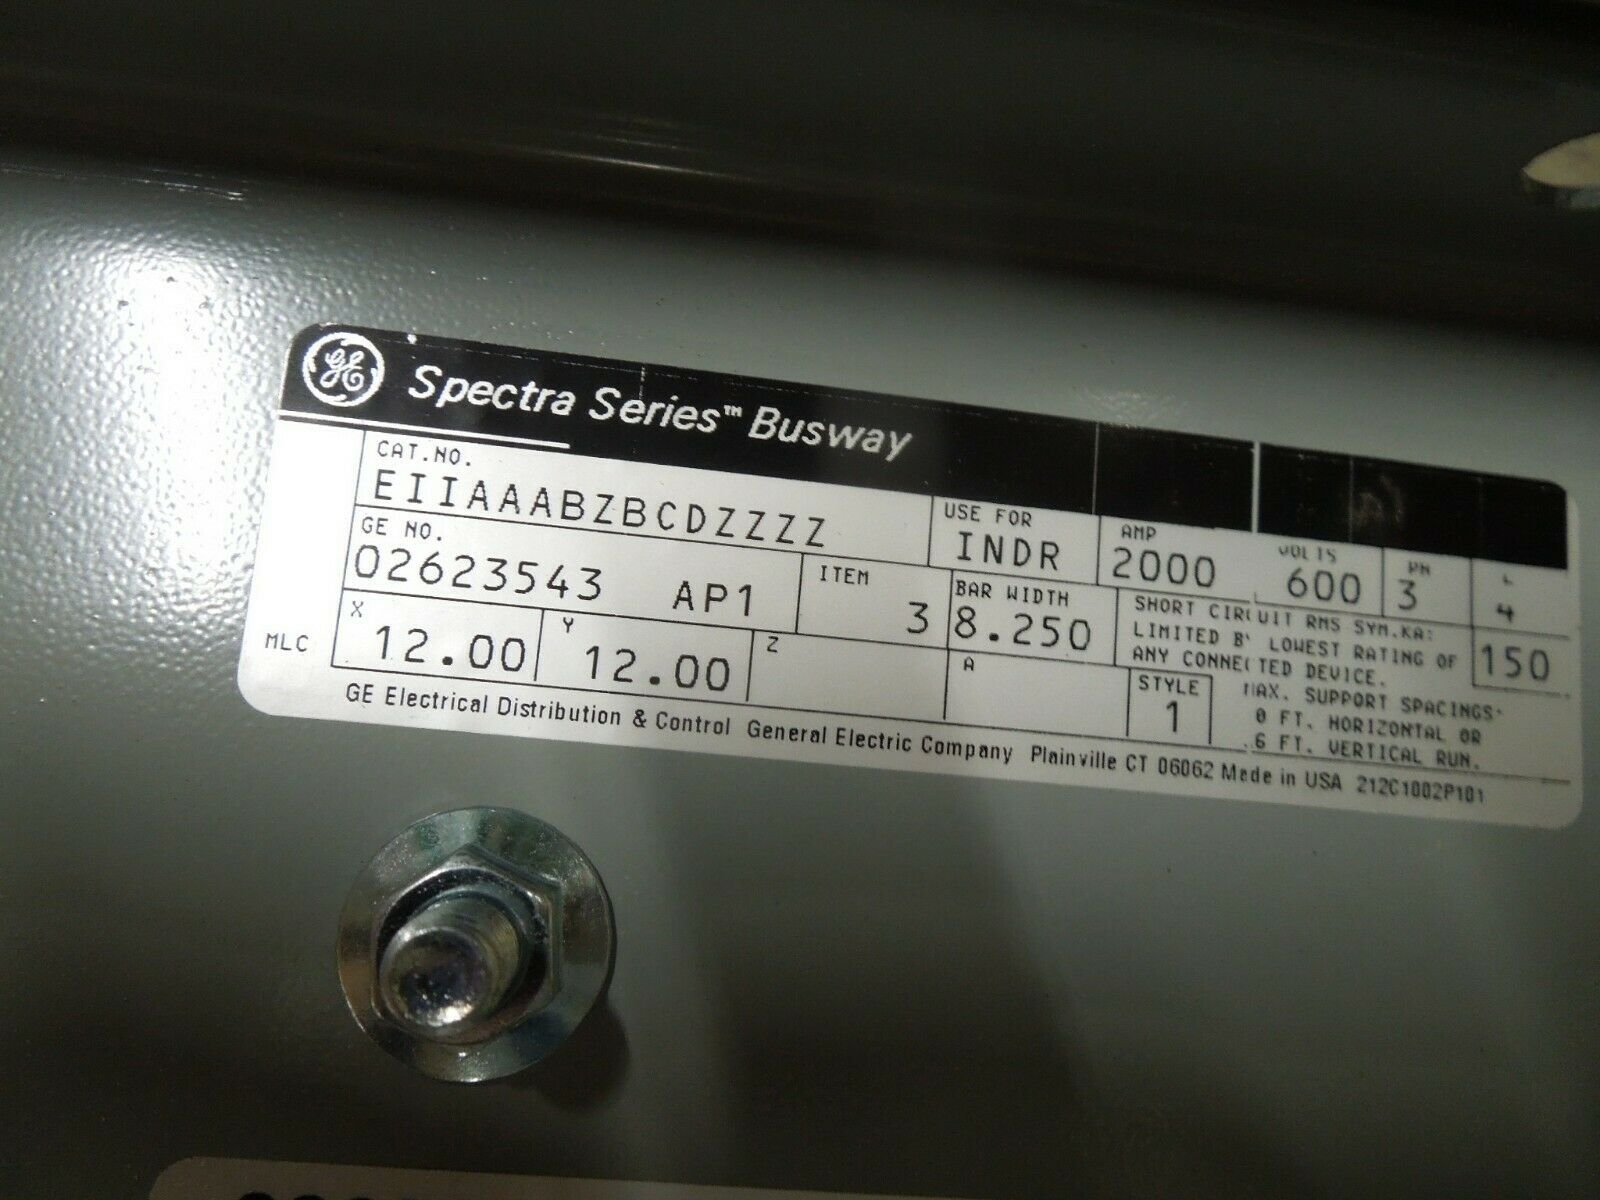 GE Spectra Series™ Busway
CAT.NO. USE FOR AMP VOLTS PH
EIIAAABZBCDZZZZ INDR 2000 600 3 4
GE NO. ITEM BAR WIDTH SHORT CIRCUIT RMS SYM.KA:
02623543 AP1 3 8.250 LIMITED BY LOWEST RATING OF 150
ANY CONNECTED DEVICE.
MLC X 12.00 Y 12.00 Z A STYLE 1
MAX. SUPPORT SPACINGS-
0 FT. HORIZONTAL OR
6 FT. VERTICAL RUN.
GE Electrical Distribution & Control General Electric Company Plainville CT 06062 Made in USA 212C1002P101